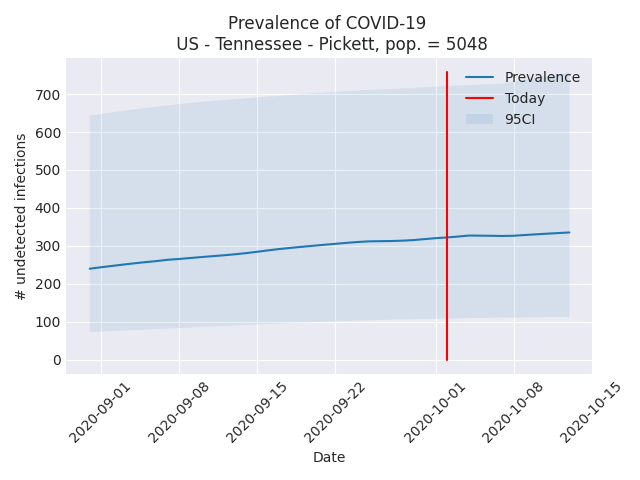 Prevalence of COVID-19
US - Tennessee - Pickett, pop. = 5048
Prevalence
Today
95CI
# undetected infections
700
600
500
400
300
200
100
0
2020-09-01
2020-09-08
2020-09-15
2020-09-22
2020-10-01
2020-10-08
2020-10-15
Date